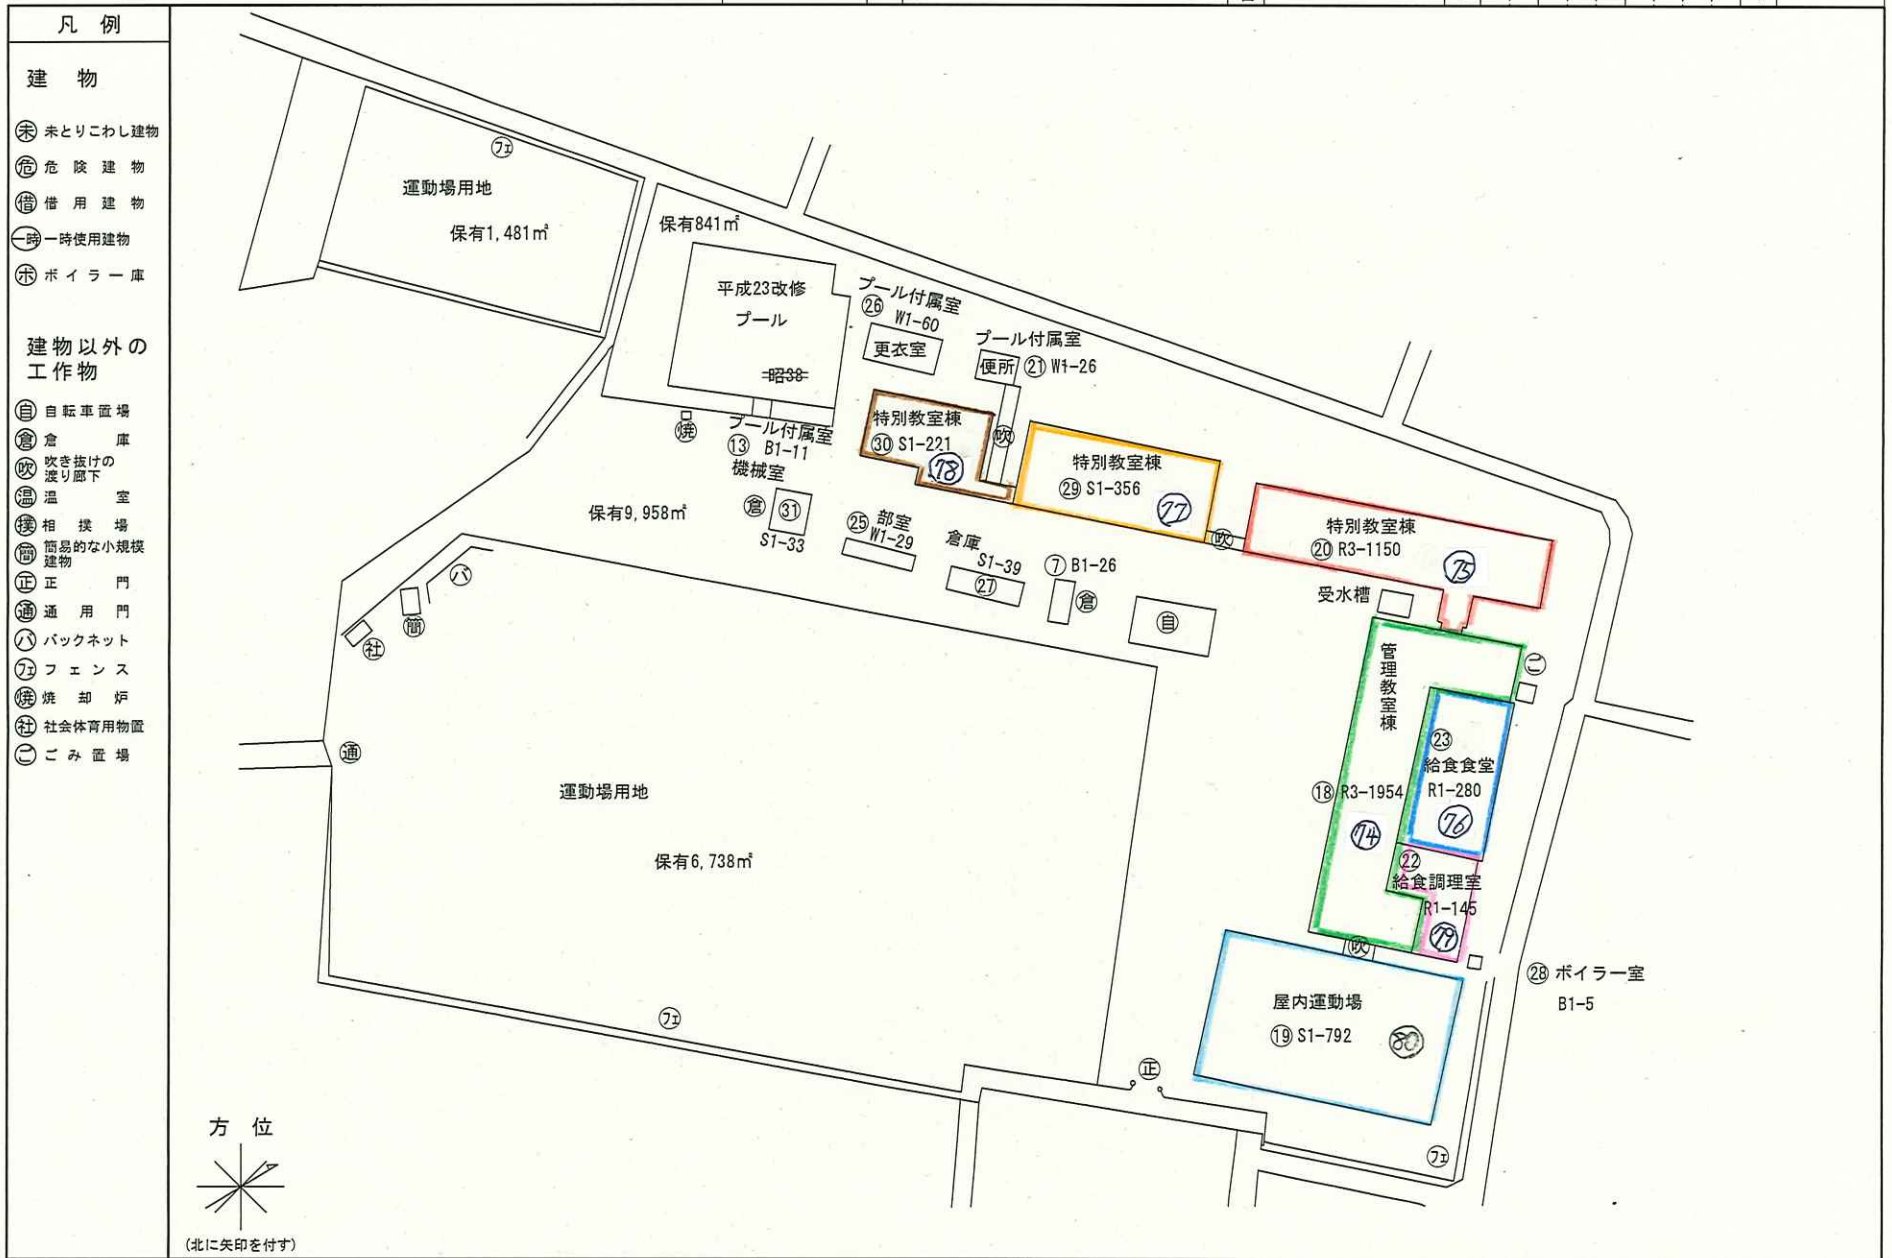 凡 例
建 物
未 未とりこわし建物
危 危険建物
借 借用建物
一時 一時使用建物
ホ ボイラー庫
建物以外の
工作物
自 自転車置場
倉 倉庫
吹 吹き抜けの
渡り廊下
温 温室
撲 相撲場
簡 簡易的な小規模
建物
正 正門
通 通用門
バ バックネット
フェ フェンス
焼 焼却炉
社 社会体育用物置
ご ごみ置場
方 位
(北に矢印を付す)
フェ
運動場用地
保有1,481㎡
保有841㎡
平成23改修
プール
昭38
プール付属室
㉖ W1-60
更衣室
プール付属室
便所 ㉑ W1-26
焼
プール付属室
⑬ B1-11
機械室
特別教室棟
㉚ S1-221
78
吹
特別教室棟
㉙ S1-356
77
吹
特別教室棟
⑳ R3-1150
75
保有9,958㎡
倉 ㉛
S1-33
㉕ 部室
W1-29
倉庫
S1-39
㉗
⑦ B1-26
倉
自
受水槽
バ
簡
社
通
管理教室棟
⑱ R3-1954
74
ご
㉓
給食食堂
R1-280
76
㉒
給食調理室
R1-145
79
運動場用地
保有6,738㎡
吹
㉘ ボイラー室
B1-5
屋内運動場
⑲ S1-792
80
フェ
正
フェ